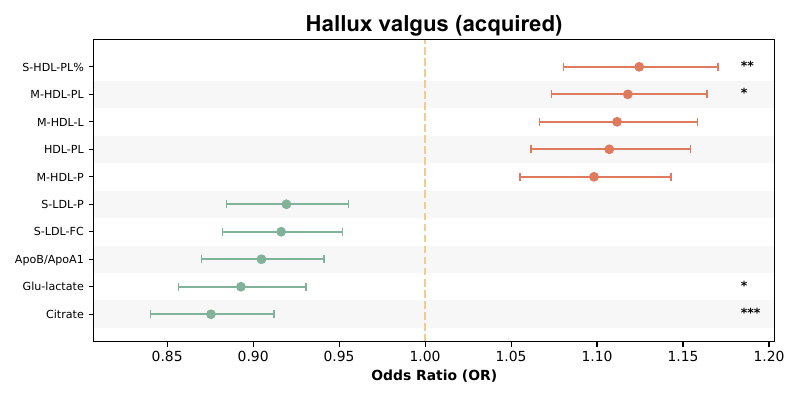 Hallux valgus (acquired)
S-HDL-PL% **
M-HDL-PL *
M-HDL-L
HDL-PL
M-HDL-P
S-LDL-P
S-LDL-FC
ApoB/ApoA1
Glu-lactate *
Citrate ***
0.85 0.90 0.95 1.00 1.05 1.10 1.15 1.20
Odds Ratio (OR)